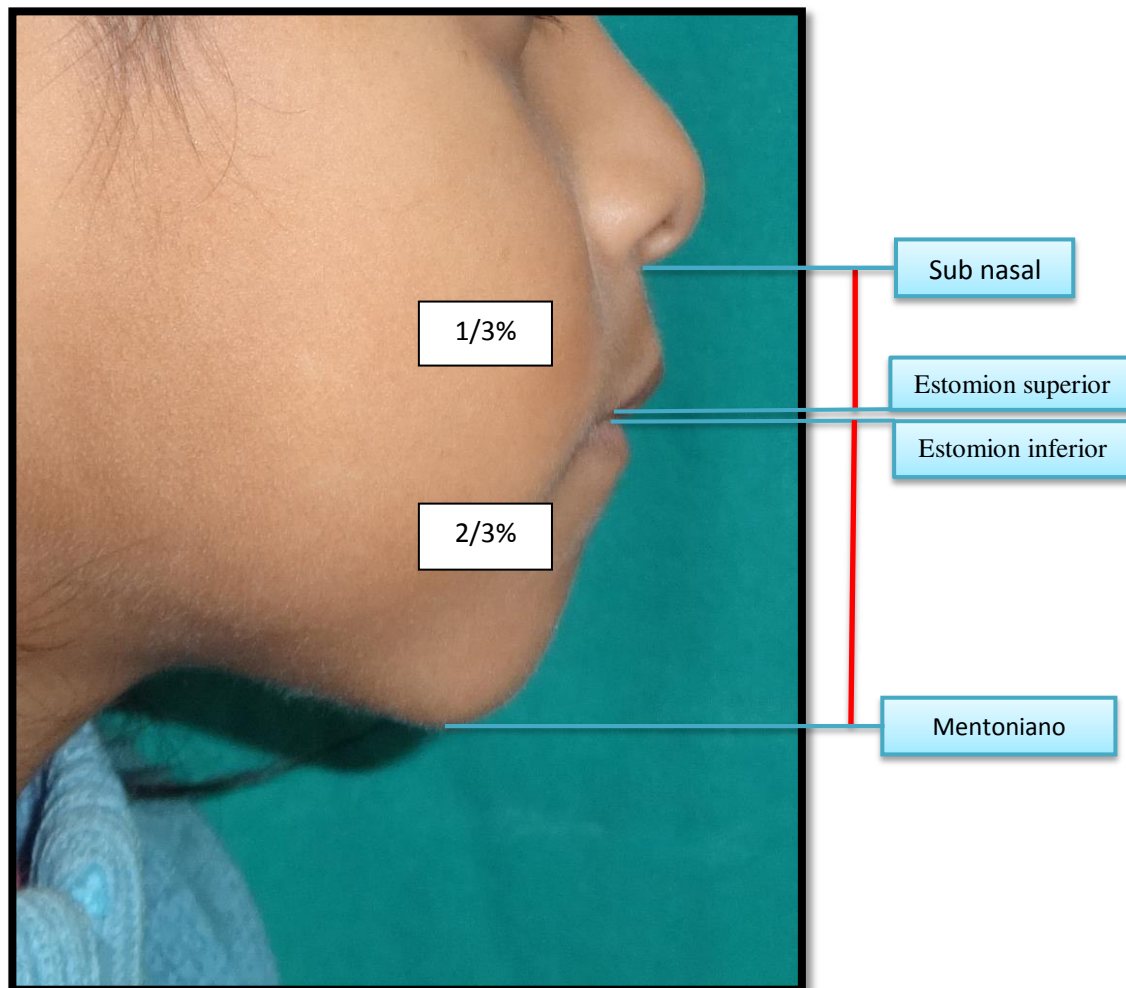 Sub nasal
1/3%
Estomion superior
Estomion inferior
2/3%
Mentoniano